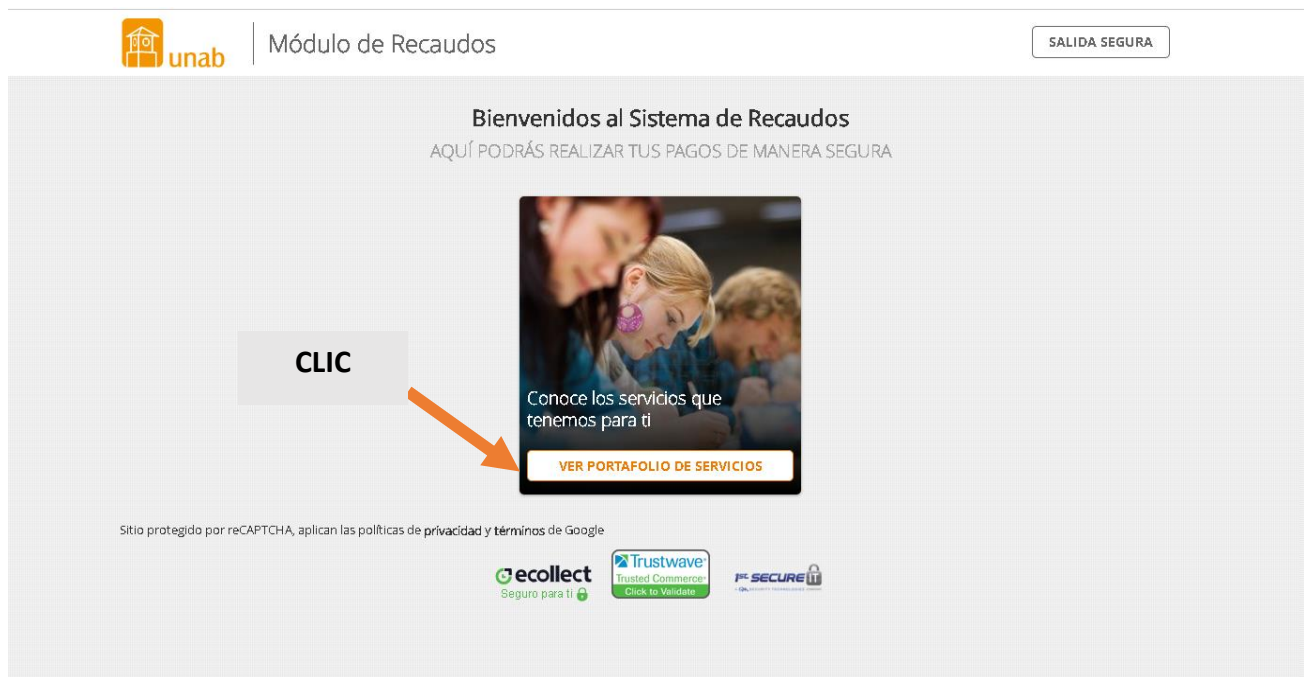 unab
Módulo de Recaudos
SALIDA SEGURA
Bienvenidos al Sistema de Recaudos
AQUÍ PODRÁS REALIZAR TUS PAGOS DE MANERA SEGURA
CLIC
Conoce los servicios que
tenemos para ti
VER PORTAFOLIO DE SERVICIOS
Sitio protegido por reCAPTCHA, aplican las políticas de privacidad y términos de Google
ecollect
Seguro para ti
Trustwave
Trusted Commerce
Click to Validate
1st SECURE IT